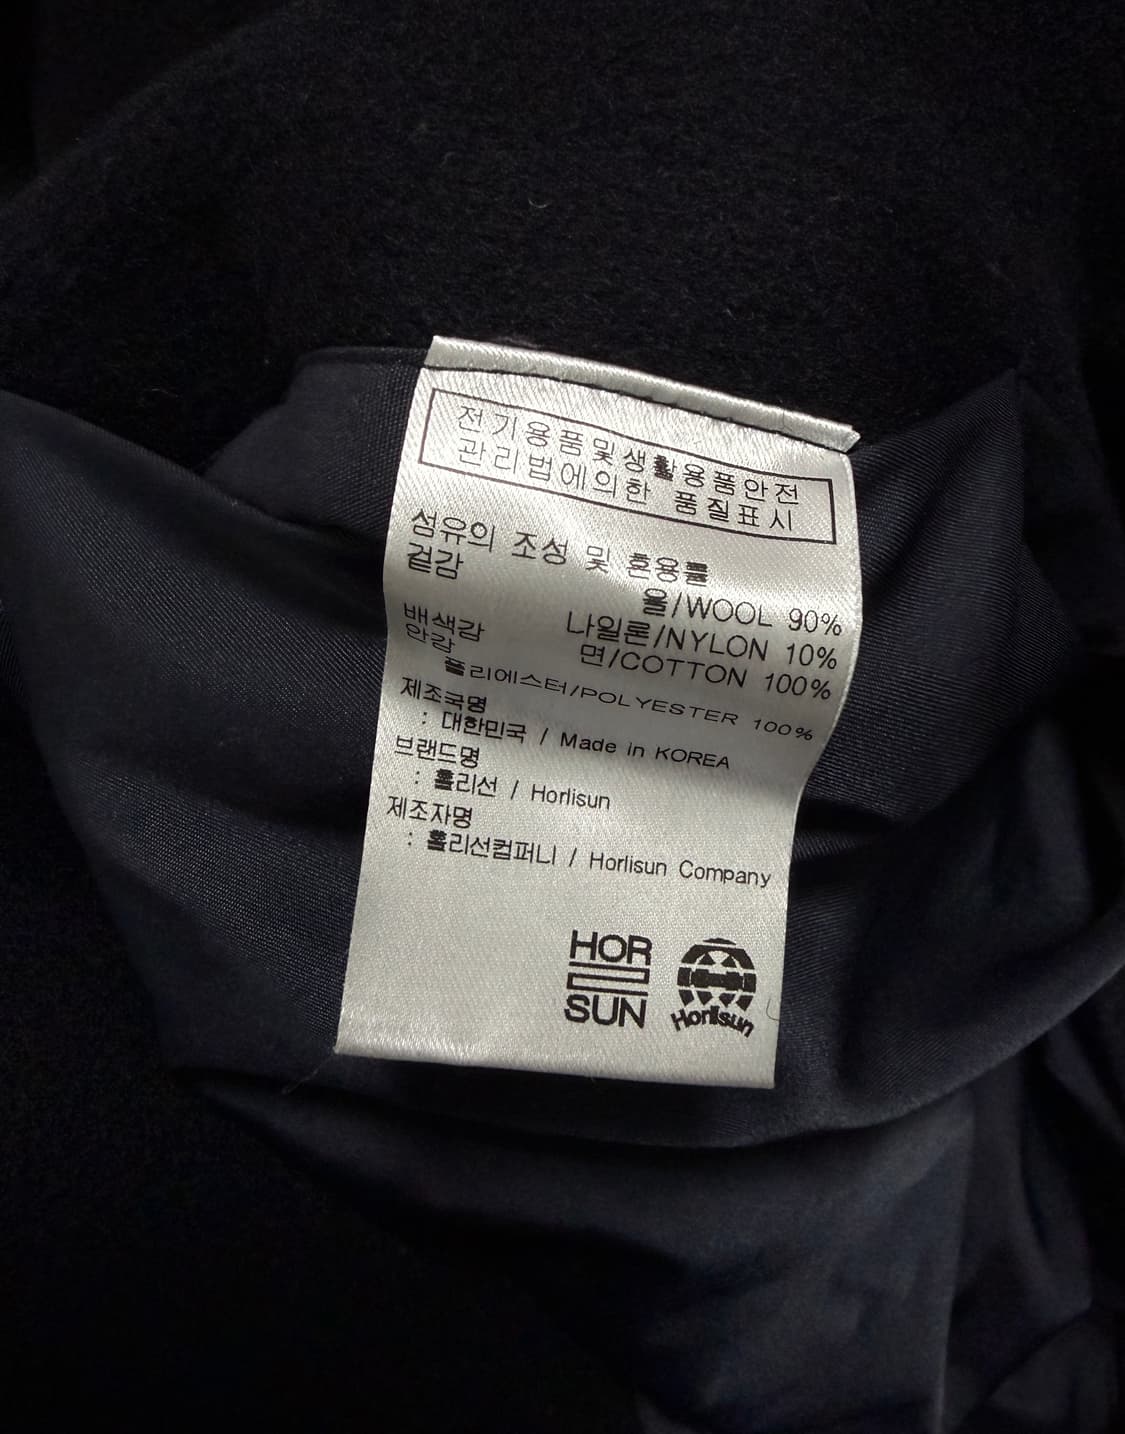 전기용품및생활용품안전
관리법에의한 품질표시
섬유의 조성 및 혼용률
겉감
울/WOOL 90%
나일론/NYLON 10%
배색감
면/COTTON 100%
안감
폴리에스터/POLYESTER 100%
제조국명
: 대한민국 / Made in KOREA
브랜드명
: 홀리선 / Horlisun
제조자명
: 홀리선컴퍼니 / Horlisun Company
HOR
SUN
Horlisun